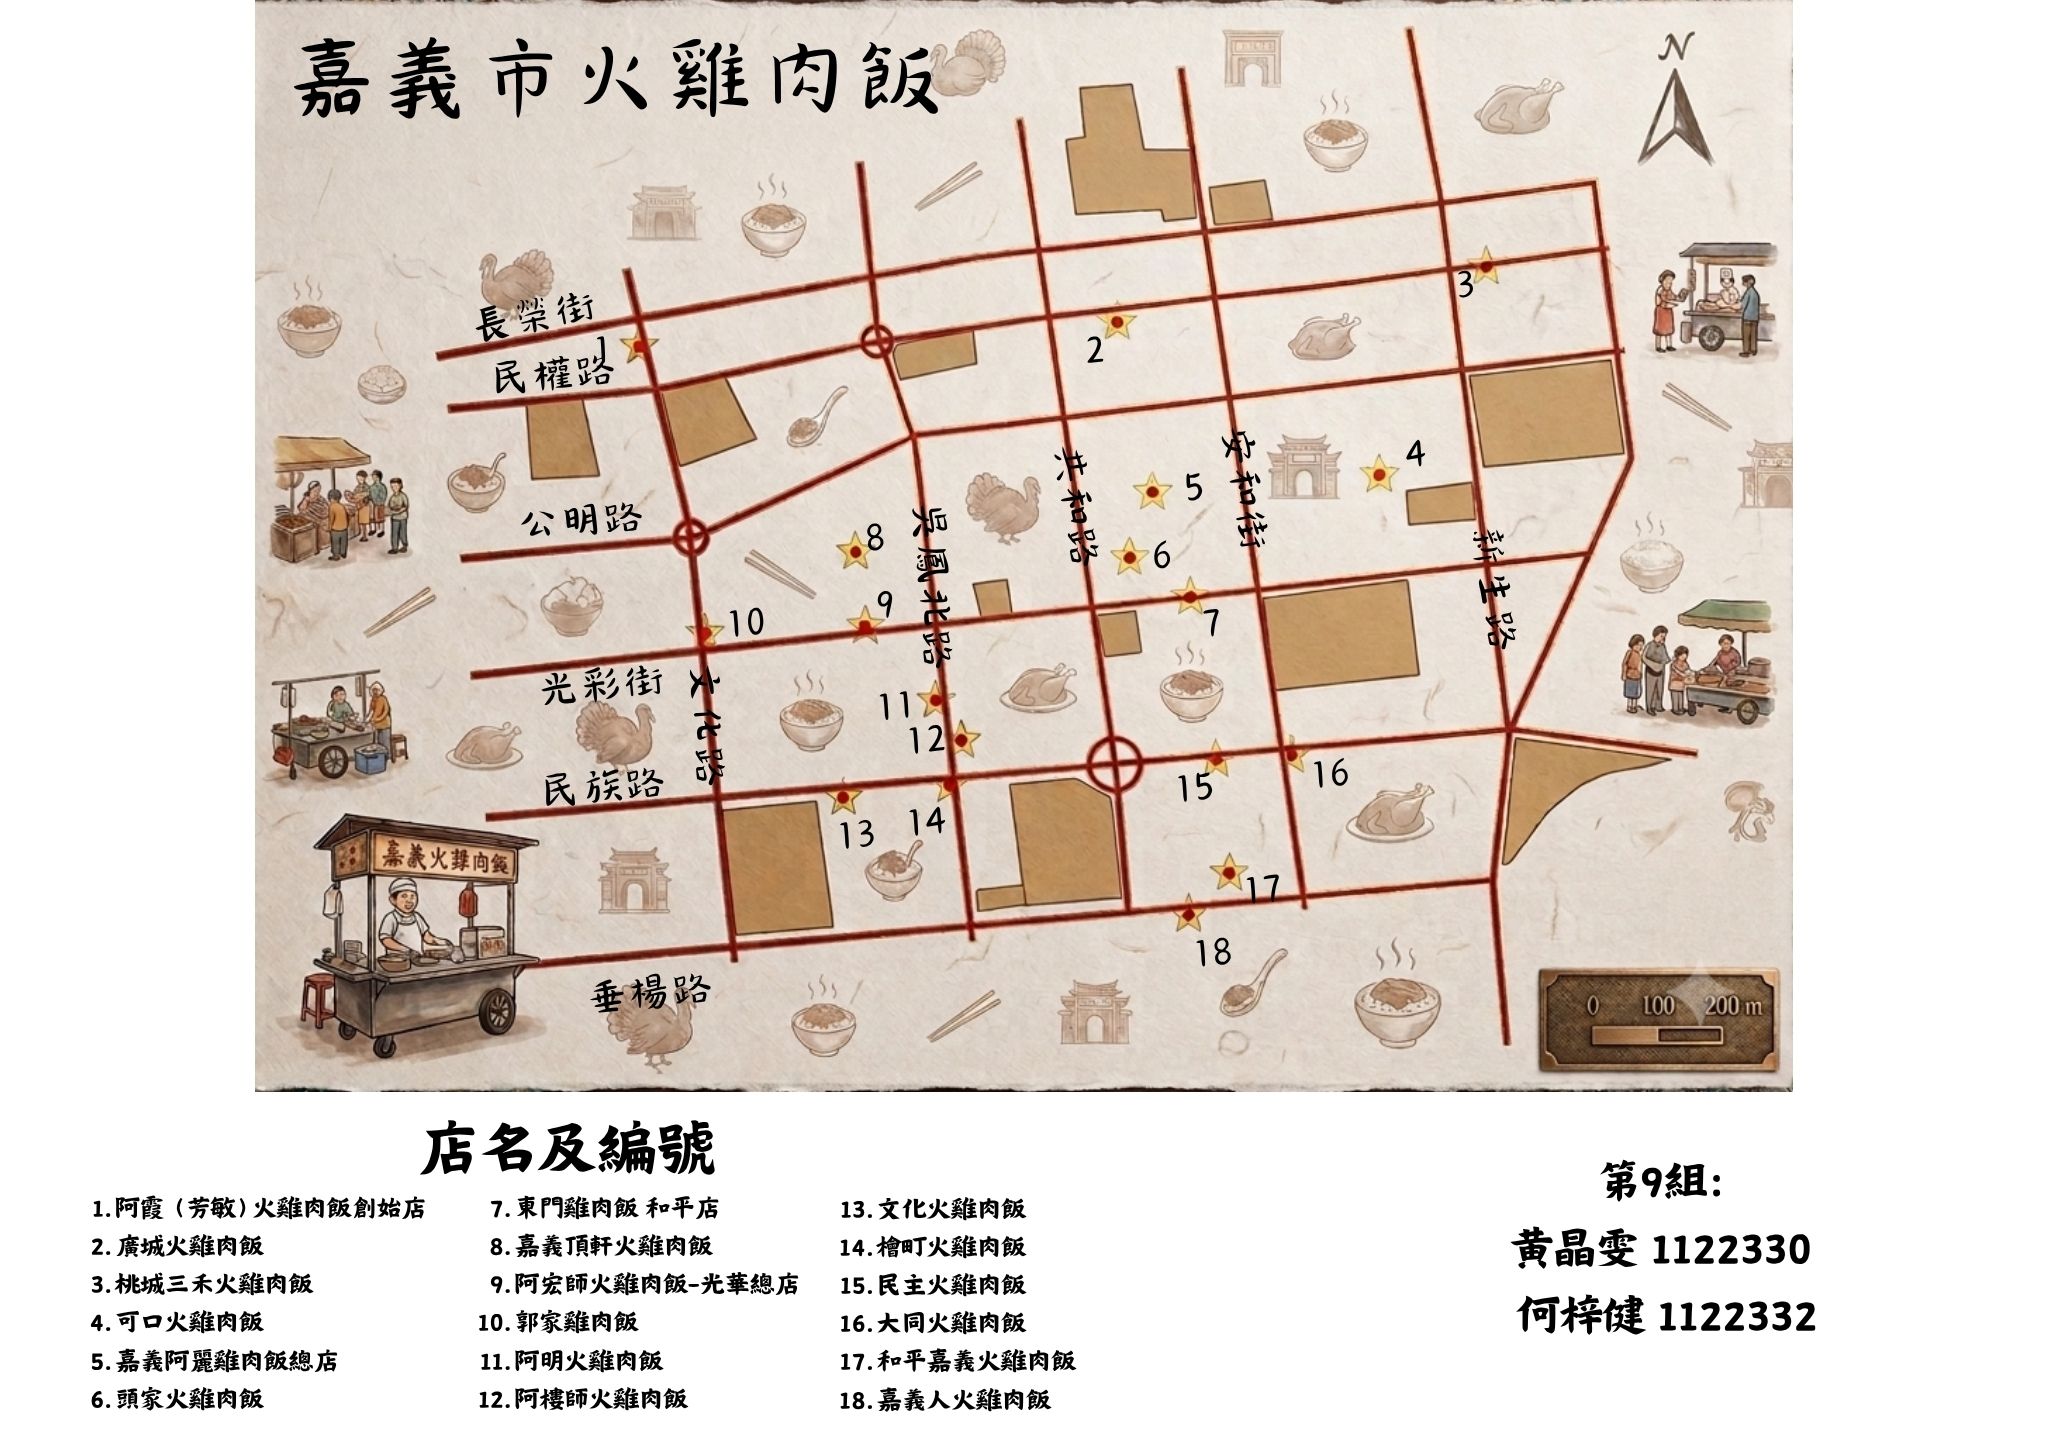 嘉義市火雞肉飯
N
長榮街
1
民權路
2
3
4
5
6
7
8
9
10
11
12
13
14
15
16
17
18
公明路
光彩街
民族路
垂楊路
文化路
吳鳳北路
共和路
安和街
新生路
嘉義火雞肉飯
0 100 200 m
店名及編號
1.阿霞（芳敏）火雞肉飯創始店
2.廣城火雞肉飯
3.桃城三禾火雞肉飯
4.可口火雞肉飯
5.嘉義阿麗雞肉飯總店
6.頭家火雞肉飯
7.東門雞肉飯 和平店
8.嘉義頂軒火雞肉飯
9.阿宏師火雞肉飯-光華總店
10.郭家雞肉飯
11.阿明火雞肉飯
12.阿樓師火雞肉飯
13.文化火雞肉飯
14.檜町火雞肉飯
15.民主火雞肉飯
16.大同火雞肉飯
17.和平嘉義火雞肉飯
18.嘉義人火雞肉飯
第9組:
黃晶雯 1122330
何梓健 1122332